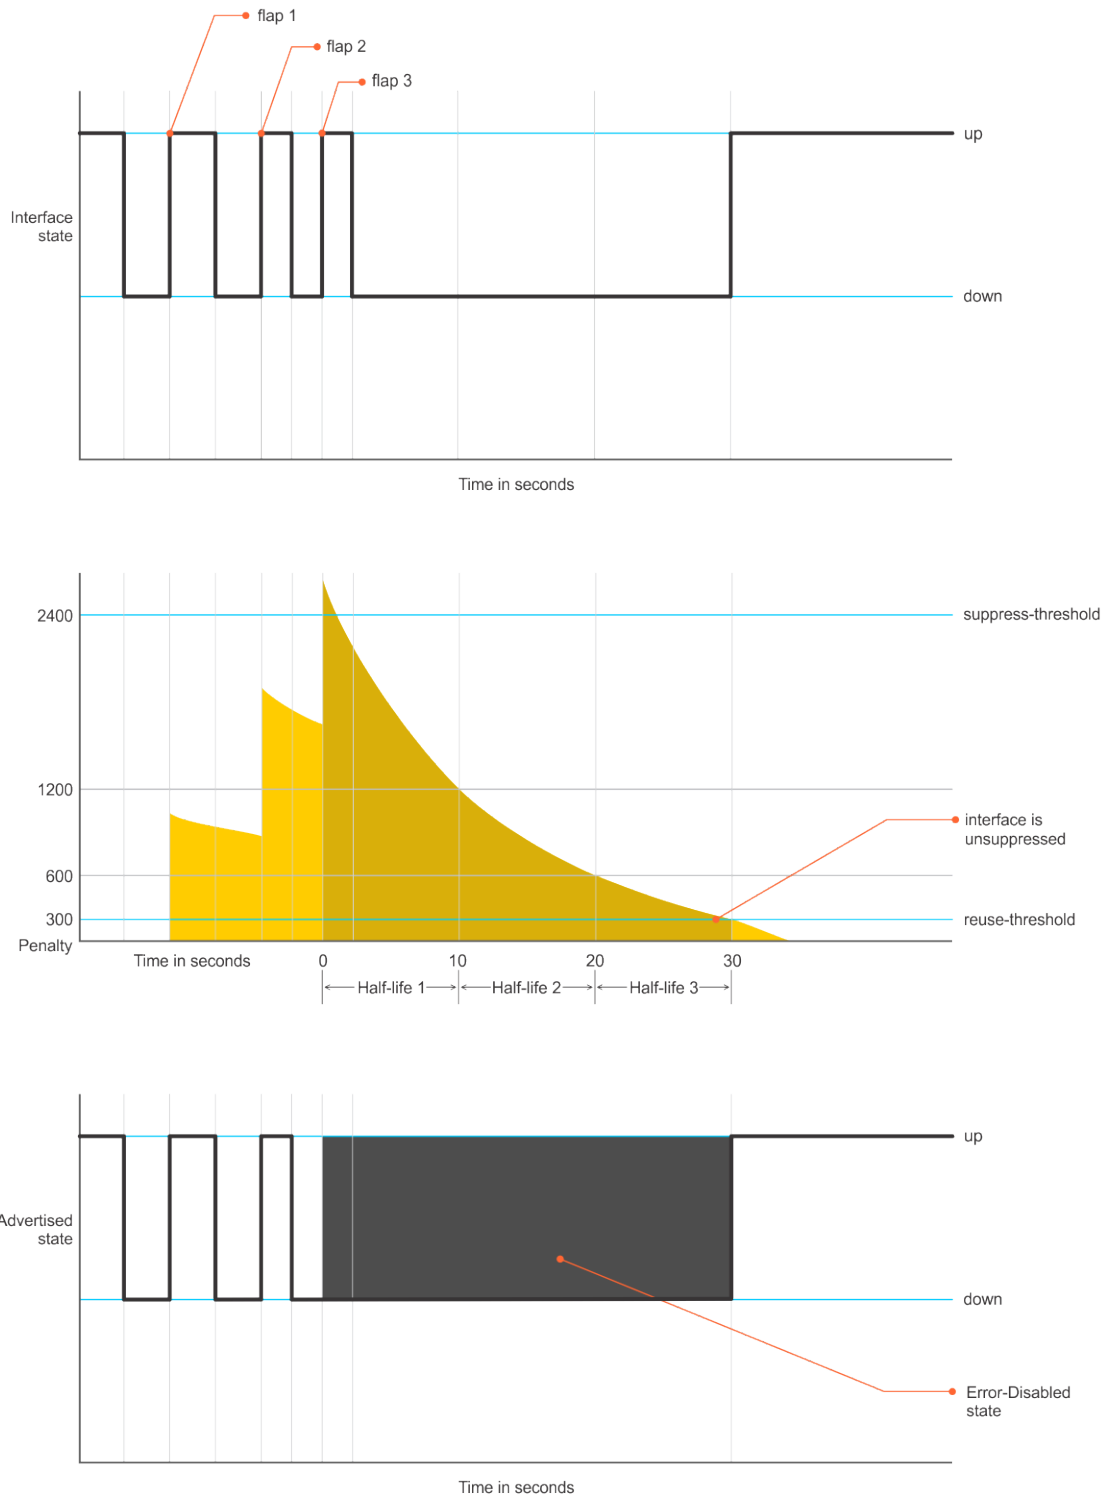 flap 1
flap 2
flap 3
up
Interface
state
down
Time in seconds
2400
suppress-threshold
1200
interface is
unsuppressed
600
300
reuse-threshold
Penalty
Time in seconds
0
10
20
30
Half-life 1
Half-life 2
Half-life 3
up
Advertised
state
down
Error-Disabled
state
Time in seconds